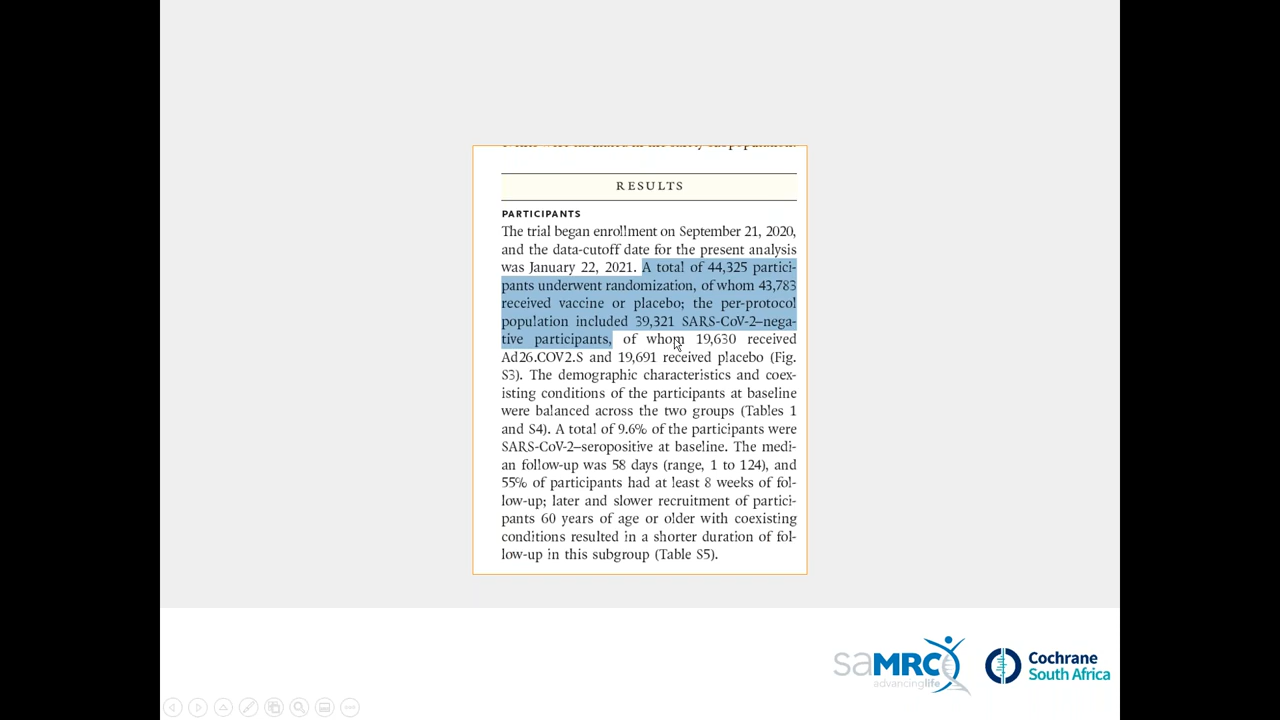 RESULTS
PARTICIPANTS
The trial began enrollment on September 21, 2020,
and the data-cutoff date for the present analysis
was January 22, 2021. A total of 44,325 partici-
pants underwent randomization, of whom 43,783
received vaccine or placebo; the per-protocol
population included 39,321 SARS-CoV-2–nega-
tive participants, of whom 19,630 received
Ad26.COV2.S and 19,691 received placebo (Fig.
S3). The demographic characteristics and coex-
isting conditions of the participants at baseline
were balanced across the two groups (Tables 1
and S4). A total of 9.6% of the participants were
SARS-CoV-2–seropositive at baseline. The medi-
an follow-up was 58 days (range, 1 to 124), and
55% of participants had at least 8 weeks of fol-
low-up; later and slower recruitment of partici-
pants 60 years of age or older with coexisting
conditions resulted in a shorter duration of fol-
low-up in this subgroup (Table S5).
saMRC
advancinglife
Cochrane
South Africa